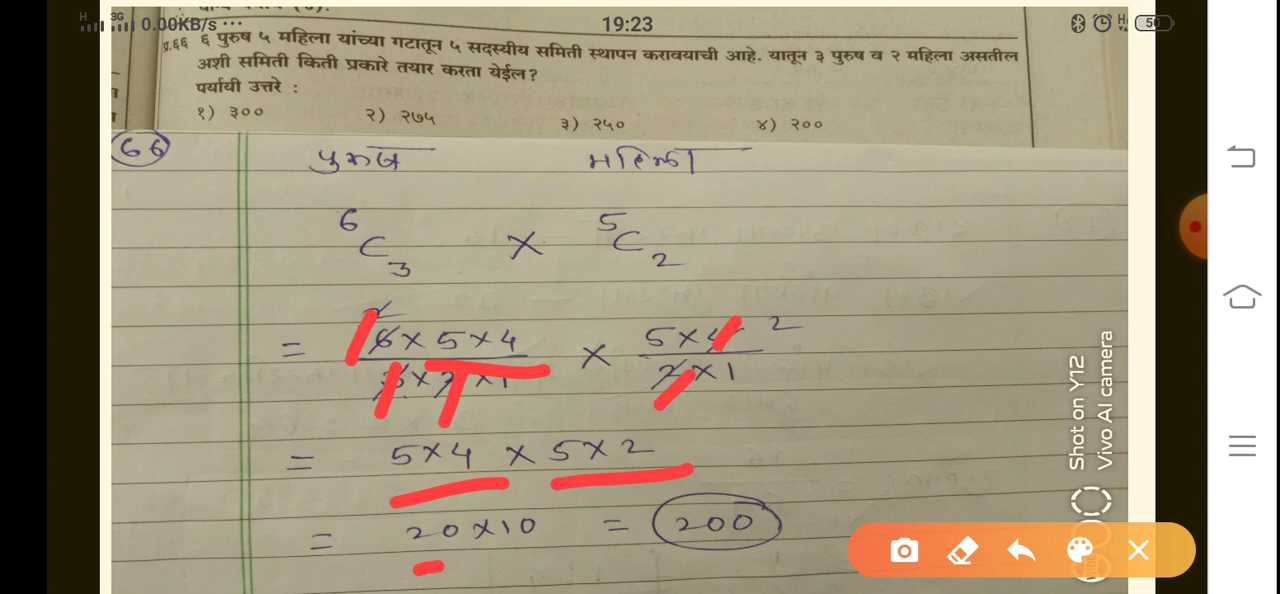 H 3G 0.00KB/s ... 19:23 H 50
प्र.६६ ६ पुरुष ५ महिला यांच्या गटातून ५ सदस्यीय समिती स्थापन करावयाची आहे. यातून ३ पुरुष व २ महिला असतील
अशी समिती किती प्रकारे तयार करता येईल?
पर्यायी उत्तरे :
१) ३०० २) २७५ ३) २५० ४) २००
66 पुरुष महिला
6C3 × 5C2
2
= 6×5×4 × 5×4 2
3×2×1 2×1
= 5×4 × 5×2
= 20×10 = 200
Shot on Y12
Vivo AI camera